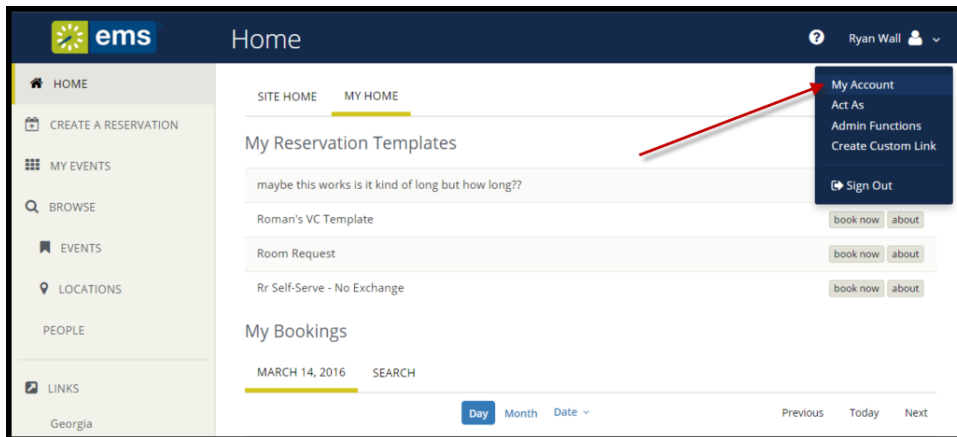 ems
Home
Ryan Wall
HOME
CREATE A RESERVATION
MY EVENTS
BROWSE
EVENTS
LOCATIONS
PEOPLE
LINKS
Georgia
SITE HOME MY HOME
My Account
Act As
Admin Functions
Create Custom Link
Sign Out
My Reservation Templates
maybe this works is it kind of long but how long??
Roman's VC Template book now about
Room Request book now about
Rr Self-Serve - No Exchange book now about
My Bookings
MARCH 14, 2016 SEARCH
Day Month Date Previous Today Next